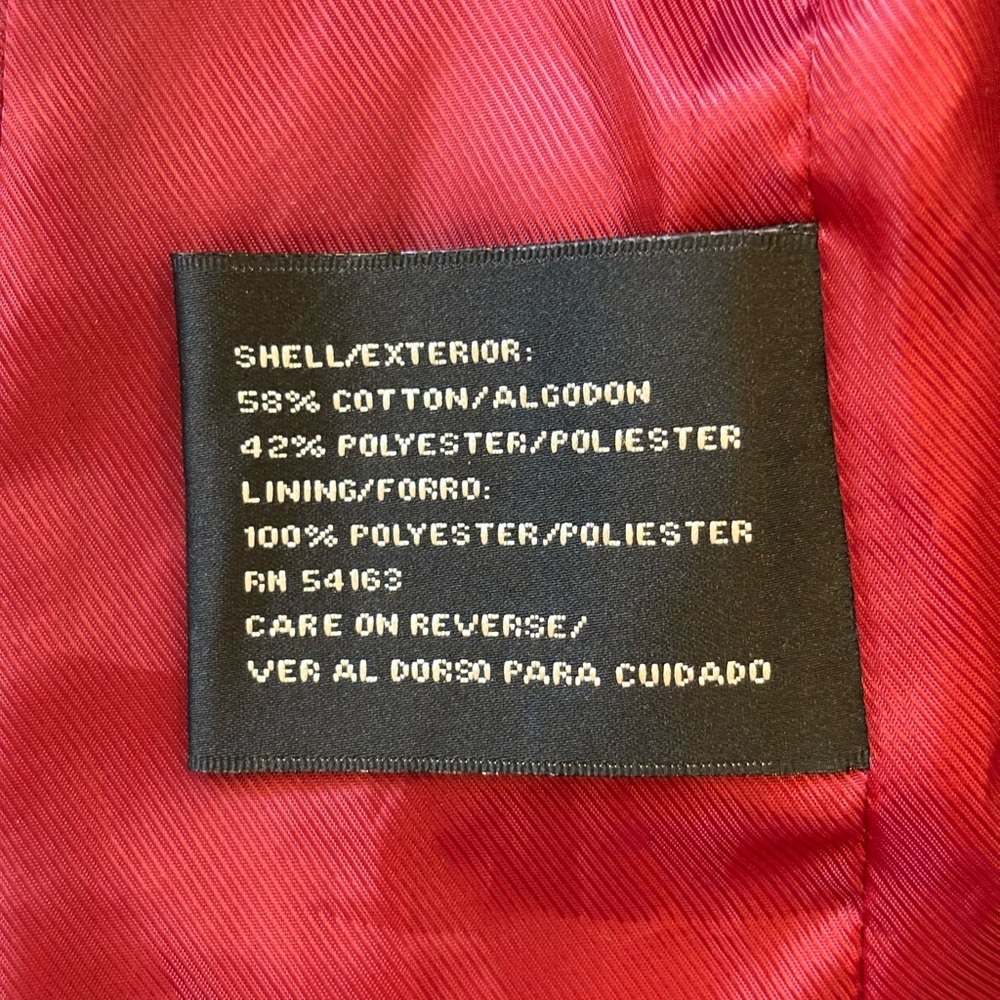 SHELL/EXTERIOR:
58% COTTON/ALGODON
42% POLYESTER/POLIESTER
LINING/FORRO:
100% POLYESTER/POLIESTER
RN 54163
CARE ON REVERSE/
VER AL DORSO PARA CUIDADO